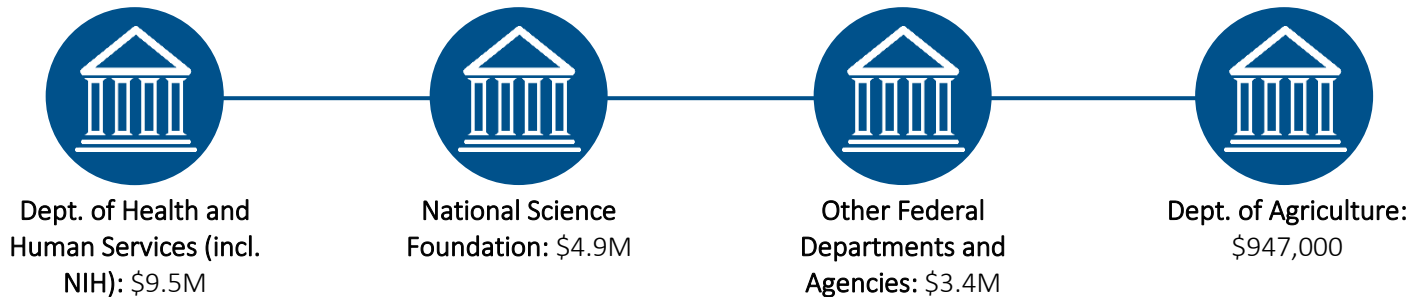 Dept. of Health and
Human Services (incl.
NIH): $9.5M
National Science
Foundation: $4.9M
Other Federal
Departments and
Agencies: $3.4M
Dept. of Agriculture:
$947,000